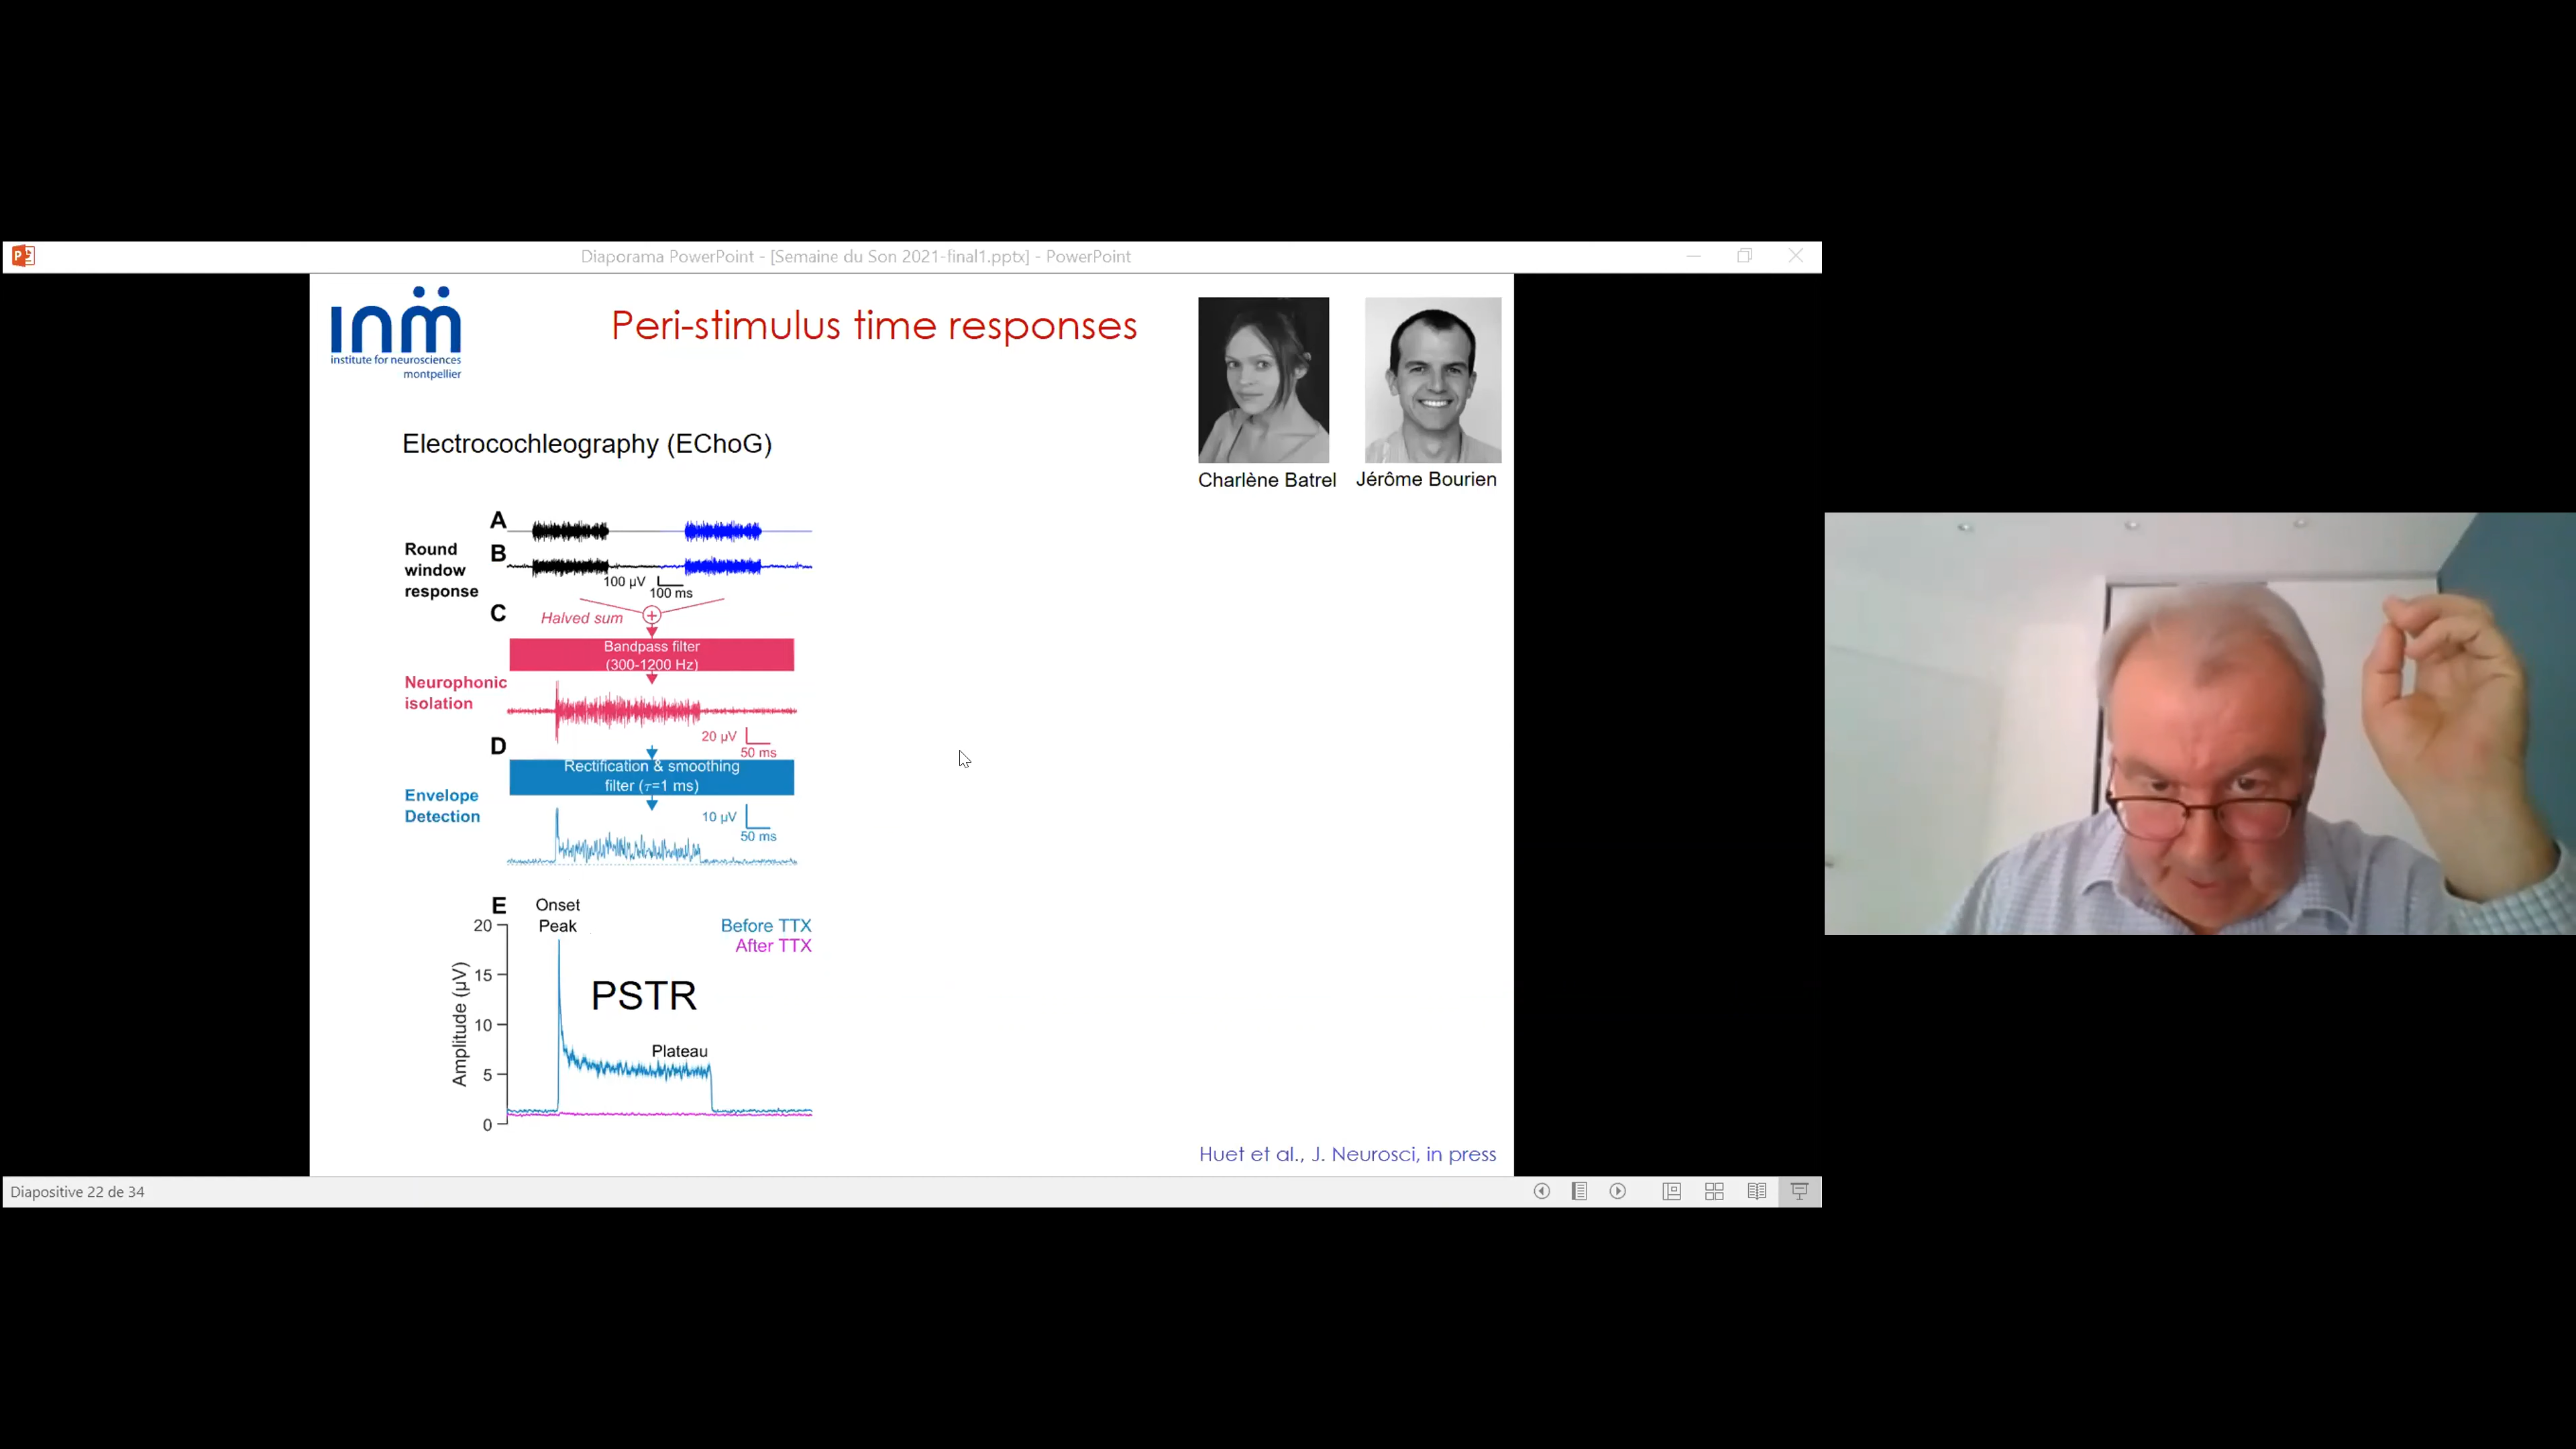 Diaporama PowerPoint - [Semaine du Son 2021-final1.pptx] - PowerPoint
inm
institute for neurosciences
montpellier
Peri-stimulus time responses
Charlène Batrel
Jérôme Bourien
Electrocochleography (EChoG)
A
B
Round
window
response
100 µV
100 ms
C
Halved sum
+
Bandpass filter
(300-1200 Hz)
Neurophonic
isolation
20 µV
50 ms
D
Rectification & smoothing
filter (τ=1 ms)
Envelope
Detection
10 µV
50 ms
E
Onset
Peak
Before TTX
After TTX
PSTR
Plateau
Amplitude (µV)
20
15
10
5
0
Huet et al., J. Neurosci, in press
Diapositive 22 de 34